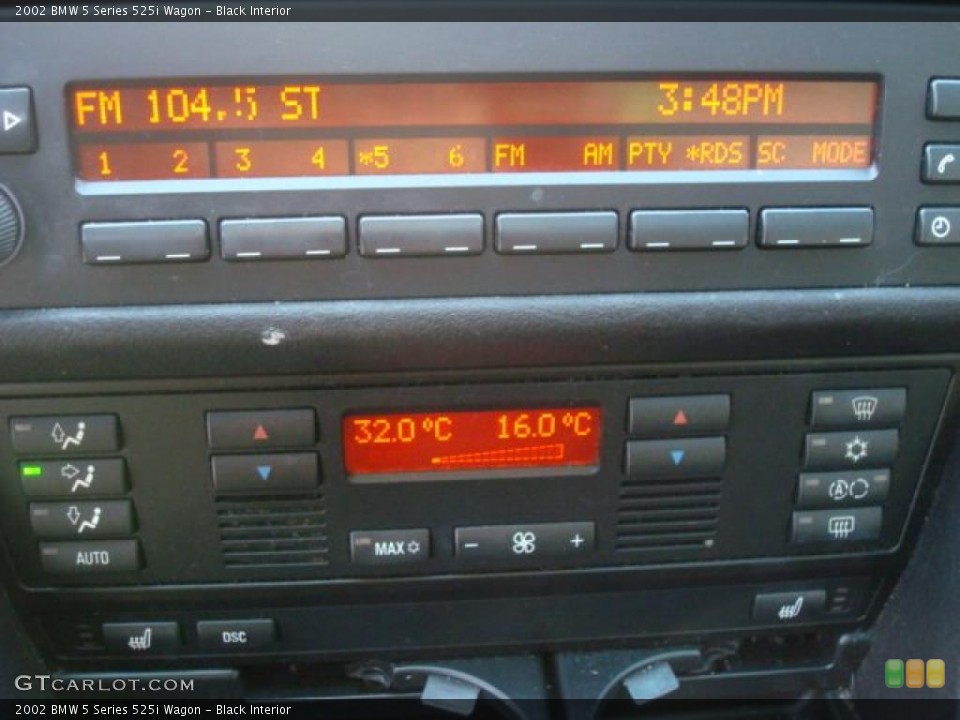 2002 BMW 5 Series 525i Wagon - Black Interior
FM 104.5 ST 3:48PM
1 2 3 4 *5 6 FM AM PTY *RDS SC MODE
32.0 ºC 16.0 ºC
A
MAX - +
AUTO
DSC
GTCARLOT.COM
2002 BMW 5 Series 525i Wagon - Black Interior